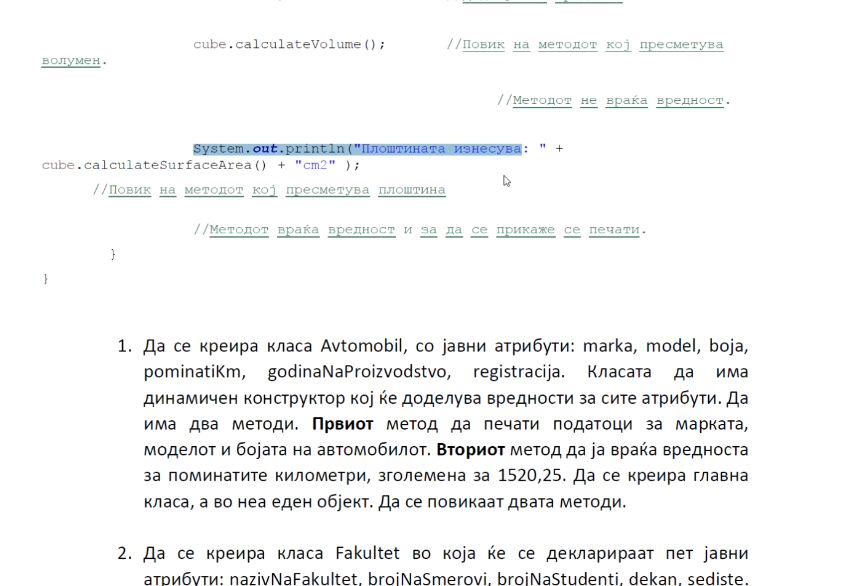 cube.calculateVolume(); //Повик на методот кој пресметува
волумен.
//Методот не враќа вредност.
System.out.println("Плоштината изнесува: " +
cube.calculateSurfaceArea() + "cm2" );
//Повик на методот кој пресметува плоштина
//Методот враќа вредност и за да се прикаже се печати.
}
}
1. Да се креира класа Avtomobil, со јавни атрибути: marka, model, boja,
pominatiKm, godinaNaProizvodstvo, registracija. Класата да има
динамичен конструктор кој ќе доделува вредности за сите атрибути. Да
има два методи. Првиот метод да печати податоци за марката,
моделот и бојата на автомобилот. Вториот метод да ја враќа вредноста
за поминатите километри, зголемена за 1520,25. Да се креира главна
класа, а во неа еден објект. Да се повикаат двата методи.
2. Да се креира класа Fakultet во која ќе се декларираат пет јавни
атрибути: nazivNaFakultet, brojNaSmerovi, brojNaStudenti, dekan, sediste.